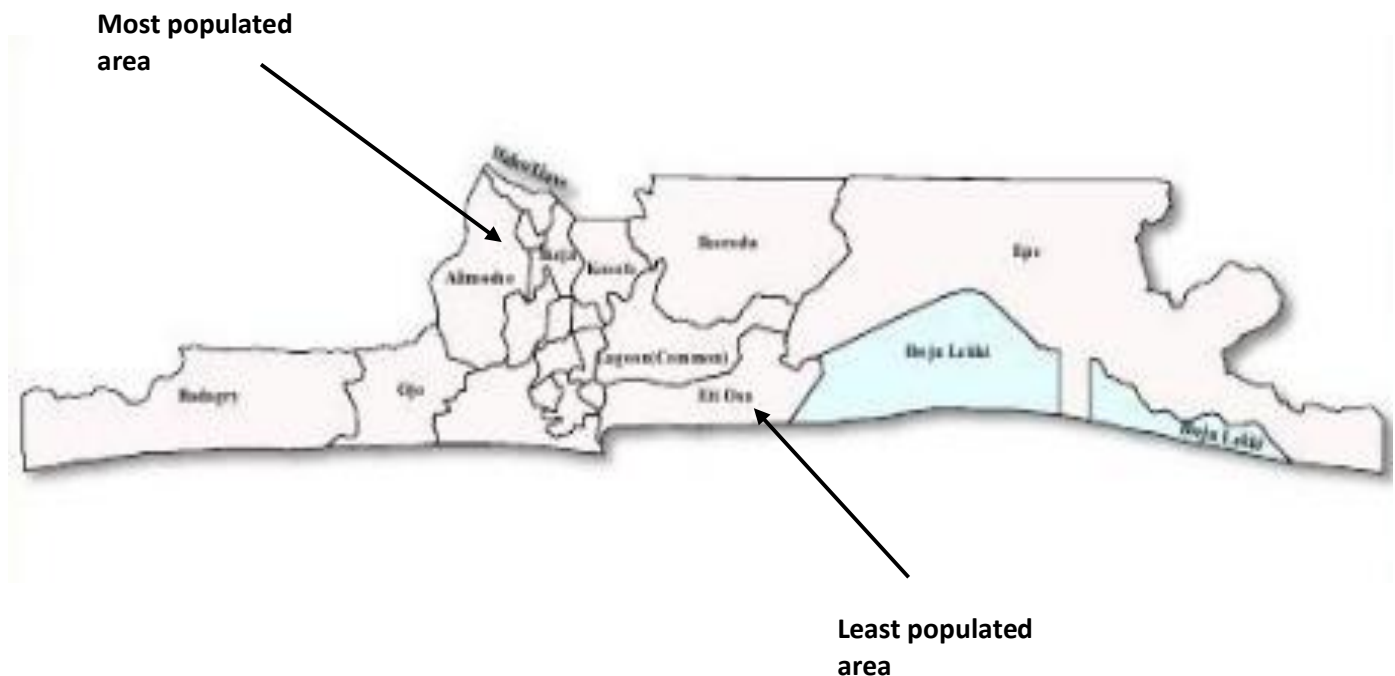 Most populated
area
Ikeja
Kosofe
Ikorodu
Epe
Alimosho
Ibeju Lekki
Lagoon(Common)
Badagry
Ojo
Eti Osa
Ibeju Lekki
Least populated
area